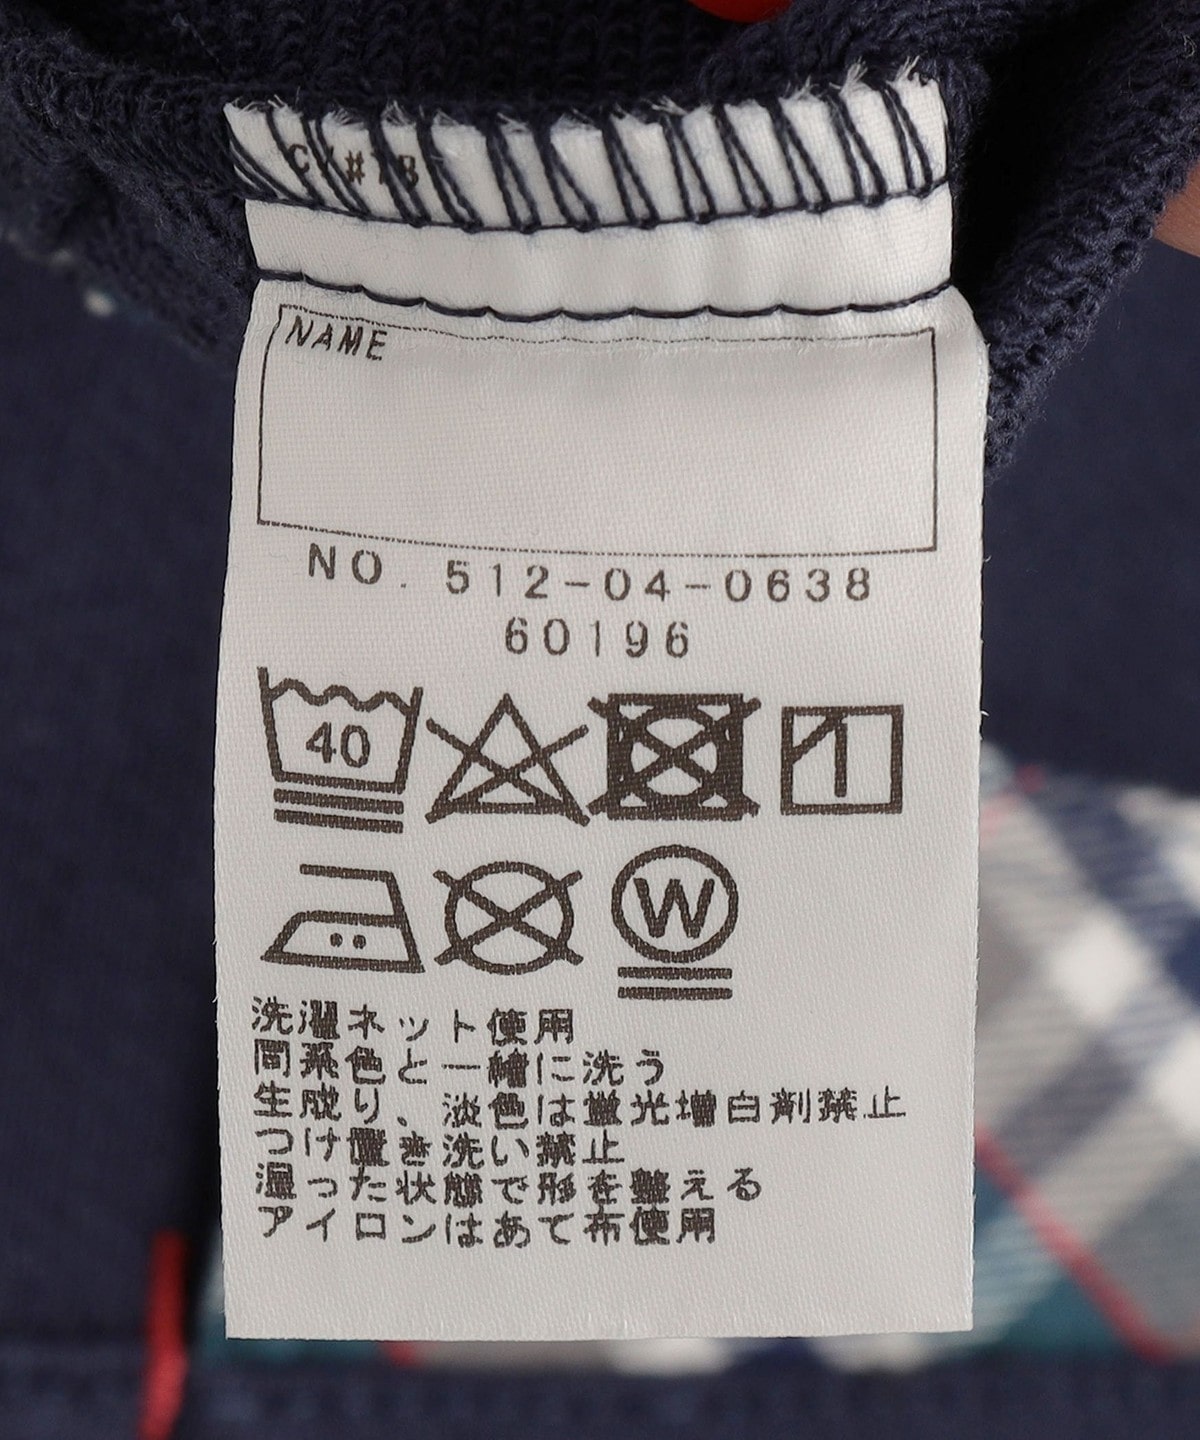 NAME
NO. 512-04-0638
60196
40
W
洗濯ネット使用
同系色と一緒に洗う
生成り、淡色は蛍光増白剤禁止
つけ置き洗い禁止
湿った状態で形を整える
アイロンはあて布使用